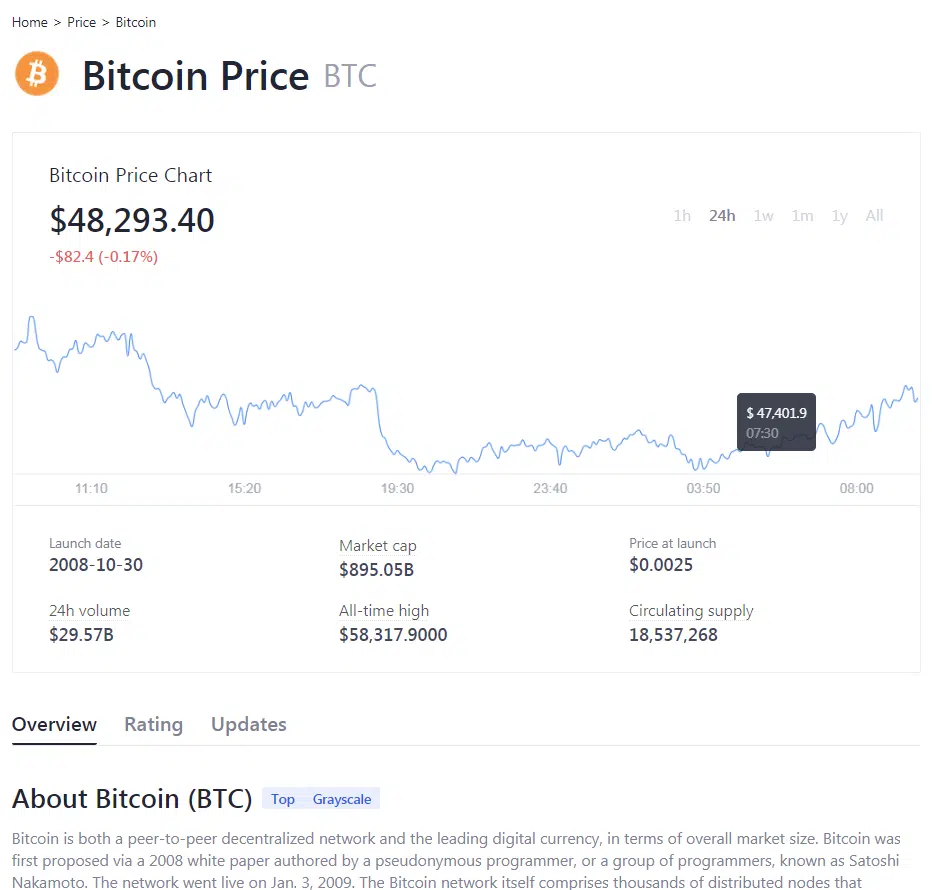 Home > Price > Bitcoin
Bitcoin Price BTC
Bitcoin Price Chart
$48,293.40
1h 24h 1w 1m 1y All
-$82.4 (-0.17%)
$ 47,401.9
07:30
11:10 15:20 19:30 23:40 03:50 08:00
Launch date Market cap Price at launch
2008-10-30 $895.05B $0.0025
24h volume All-time high Circulating supply
$29.57B $58,317.9000 18,537,268
Overview Rating Updates
About Bitcoin (BTC) Top Grayscale
Bitcoin is both a peer-to-peer decentralized network and the leading digital currency, in terms of overall market size. Bitcoin was
first proposed via a 2008 white paper authored by a pseudonymous programmer, or a group of programmers, known as Satoshi
Nakamoto. The network went live on Jan. 3, 2009. The Bitcoin network itself comprises thousands of distributed nodes that